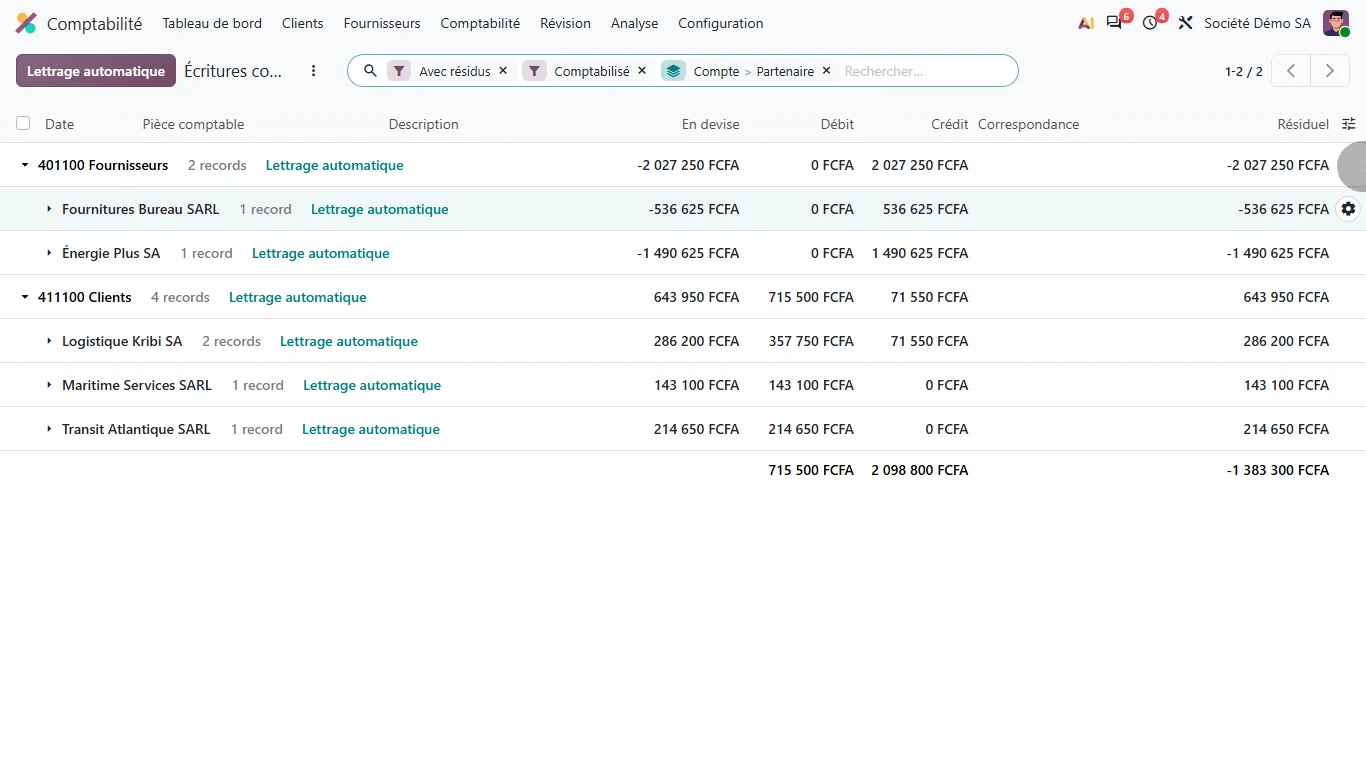 Comptabilité Tableau de bord Clients Fournisseurs Comptabilité Révision Analyse Configuration AI 6 4 Société Démo SA
Lettrage automatique Écritures co... Avec résidus Comptabilisé Compte > Partenaire Rechercher... 1-2 / 2
Date Pièce comptable Description En devise Débit Crédit Correspondance Résiduel
401100 Fournisseurs 2 records Lettrage automatique -2 027 250 FCFA 0 FCFA 2 027 250 FCFA -2 027 250 FCFA
Fournitures Bureau SARL 1 record Lettrage automatique -536 625 FCFA 0 FCFA 536 625 FCFA -536 625 FCFA
Énergie Plus SA 1 record Lettrage automatique -1 490 625 FCFA 0 FCFA 1 490 625 FCFA -1 490 625 FCFA
411100 Clients 4 records Lettrage automatique 643 950 FCFA 715 500 FCFA 71 550 FCFA 643 950 FCFA
Logistique Kribi SA 2 records Lettrage automatique 286 200 FCFA 357 750 FCFA 71 550 FCFA 286 200 FCFA
Maritime Services SARL 1 record Lettrage automatique 143 100 FCFA 143 100 FCFA 0 FCFA 143 100 FCFA
Transit Atlantique SARL 1 record Lettrage automatique 214 650 FCFA 214 650 FCFA 0 FCFA 214 650 FCFA
715 500 FCFA 2 098 800 FCFA -1 383 300 FCFA